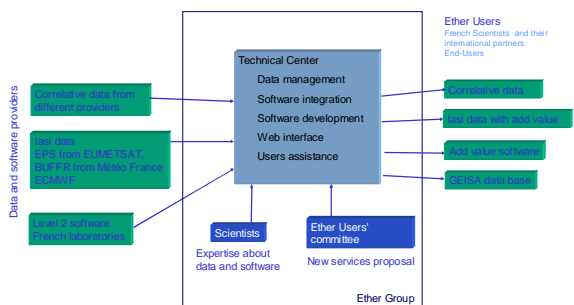 Ether Users
French Scientists and their
international partners
End-Users
Technical Center
Data management
Software integration
Software development
Web interface
Users assistance
Data and software providers
Correlative data from
different providers
Iasi data
EPS from EUMETSAT,
BUFFR from Météo France
ECMWF
Level 2 software
French laboratories
Correlative data
Iasi data with add value
Add value software
GEISA data base
Scientists
Expertise about
data and software
Ether Users'
committee
New services proposal
Ether Group